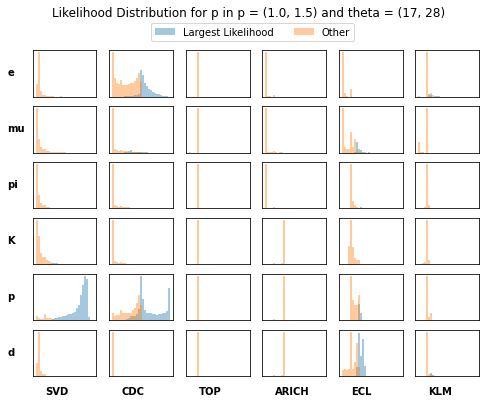 Likelihood Distribution for p in p = (1.0, 1.5) and theta = (17, 28)
Largest Likelihood Other
e
mu
pi
K
p
d
SVD CDC TOP ARICH ECL KLM